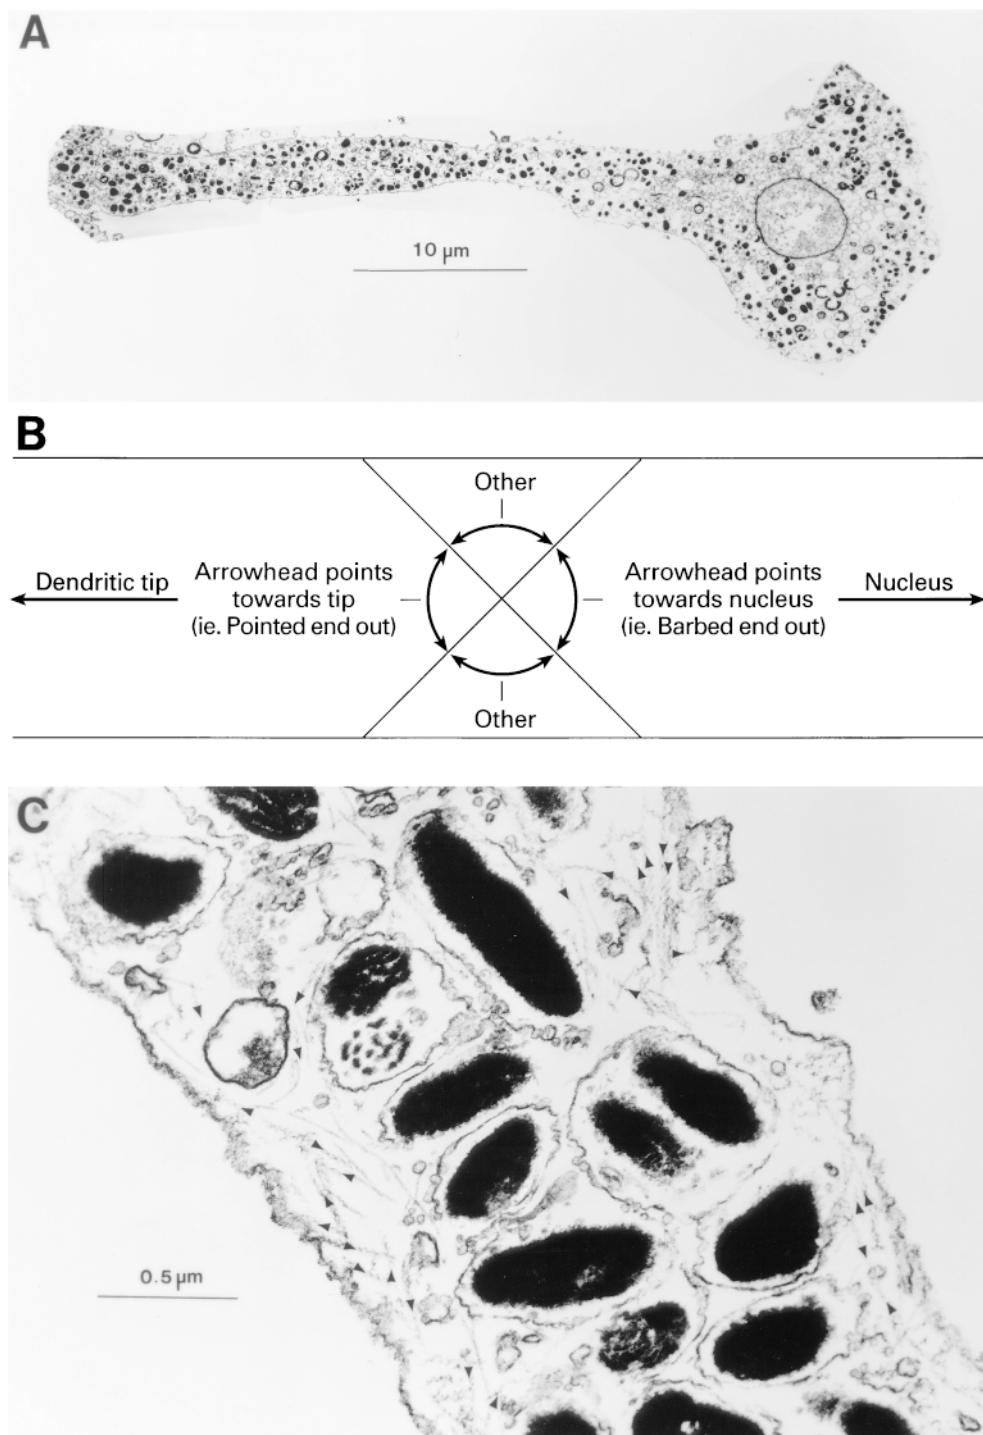 A
10 µm
B
Other
Dendritic tip
Arrowhead points
towards tip
(ie. Pointed end out)
Arrowhead points
towards nucleus
(ie. Barbed end out)
Nucleus
Other
C
0.5 µm